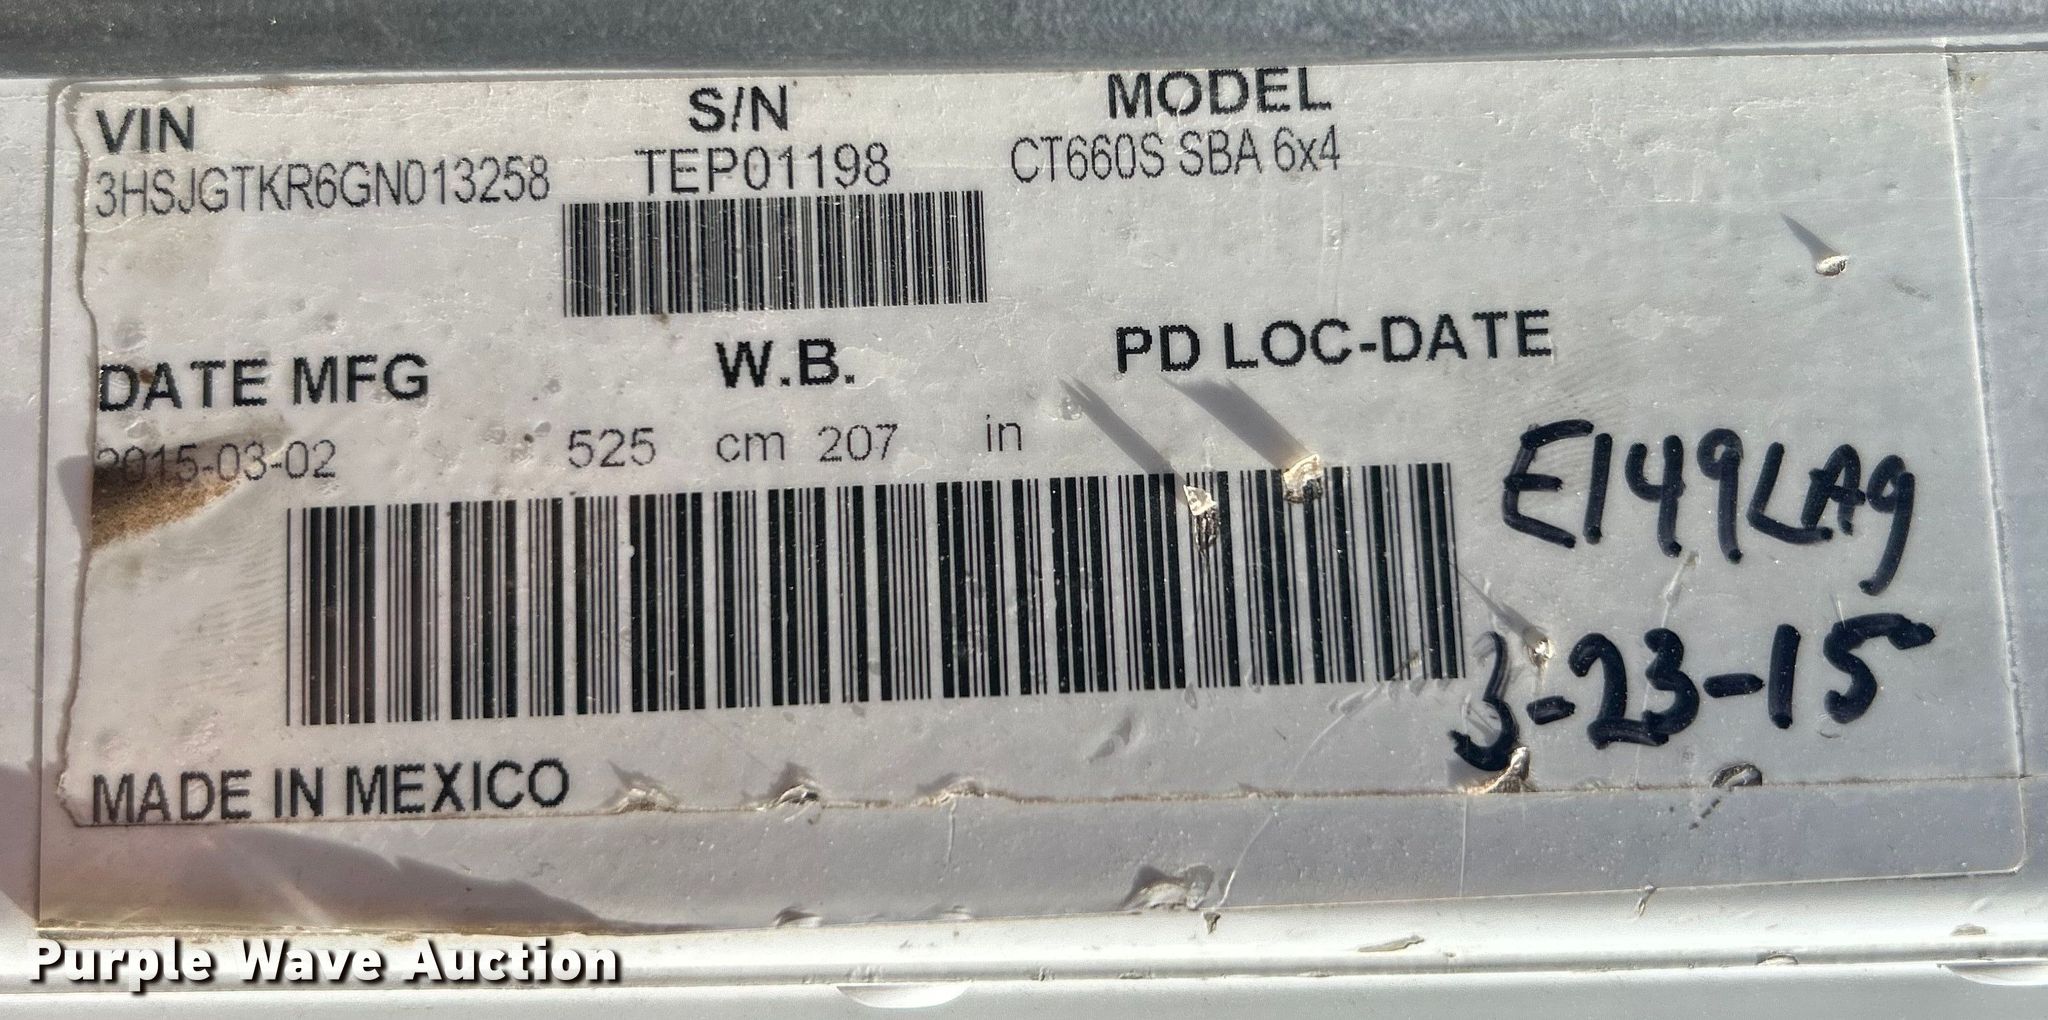 VIN S/N MODEL
3HSJGTKR6GN013258 TEP01198 CT660S SBA 6x4
DATE MFG W.B. PD LOC-DATE
2015-03-02 525 cm 207 in
E149LA9
3-23-15
MADE IN MEXICO
Purple Wave Auction